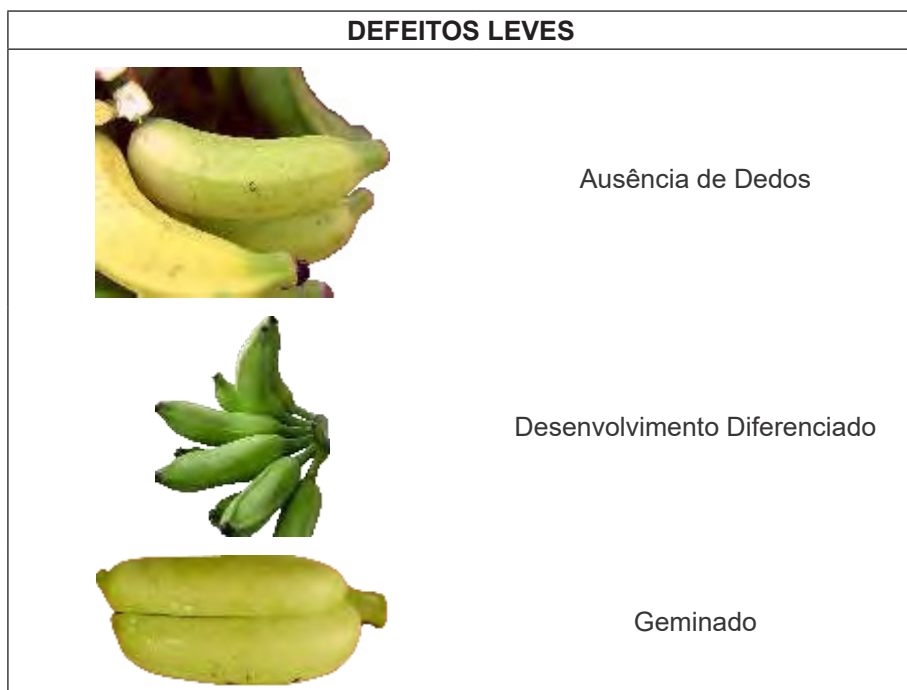 DEFEITOS LEVES
Ausência de Dedos
Desenvolvimento Diferenciado
Geminado